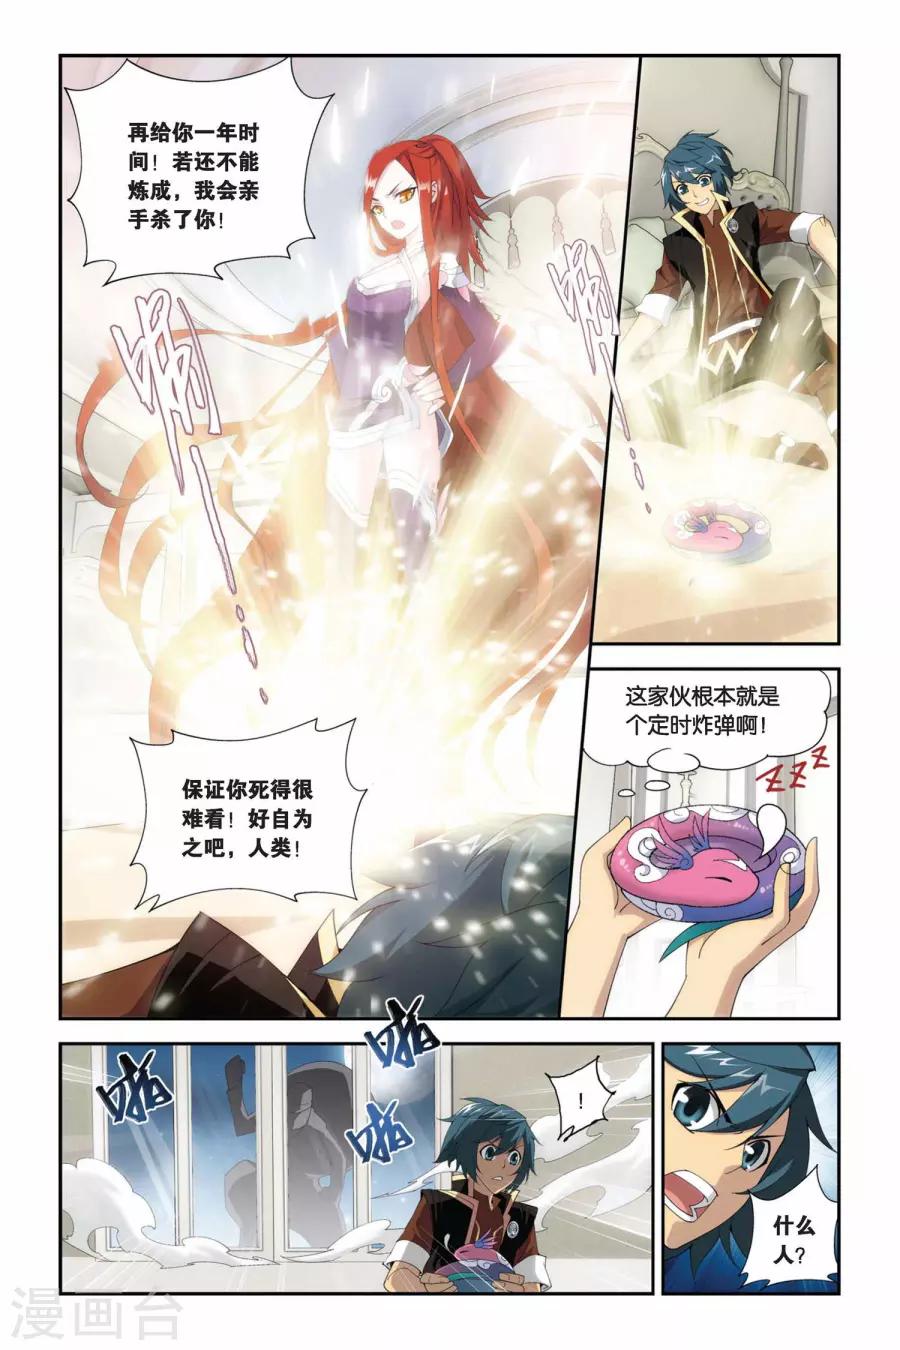 再给你一年时
间！若还不能
炼成，我会亲
手杀了你！
唰
唰
保证你死得很
难看！好自为
之吧，人类！
这家伙根本就是
个定时炸弹啊！
ZZZ
啪
啪
啪
！
什么
人？
漫画台